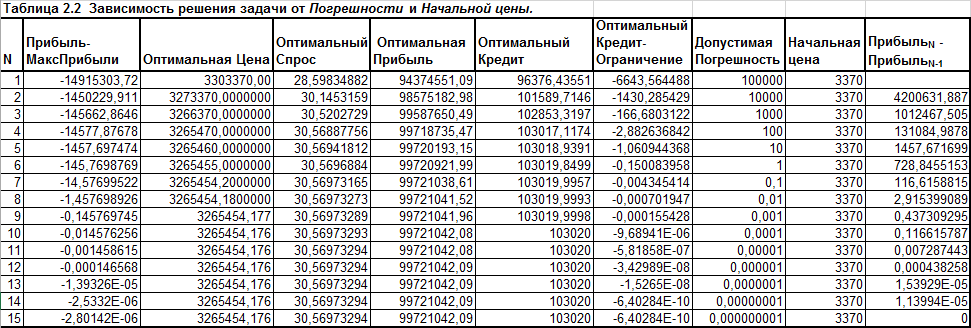 Таблица 2.2 Зависимость решения задачи от Погрешности и Начальной цены.
N Прибыль-МаксПрибыли Оптимальная Цена Оптимальный Спрос Оптимальная Прибыль Оптимальный Кредит Оптимальный Кредит-Ограничение Допустимая Погрешность Начальная цена ПрибыльN - ПрибыльN-1
1 -14915303,72 3303370,00 28,59834882 94374551,09 96376,43551 -6643,564488 100000 3370
2 -1450229,911 3273370,0000000 30,1453159 98575182,98 101589,7146 -1430,285429 10000 3370 4200631,887
3 -145662,8646 3266370,0000000 30,5202729 99587650,49 102853,3197 -166,6803122 1000 3370 1012467,505
4 -14577,87678 3265470,0000000 30,56887756 99718735,47 103017,1174 -2,882636842 100 3370 131084,9878
5 -1457,697474 3265460,0000000 30,56941812 99720193,15 103018,9391 -1,060944368 10 3370 1457,671699
6 -145,7698769 3265455,0000000 30,5696884 99720921,99 103019,8499 -0,150083958 1 3370 728,8455153
7 -14,57699522 3265454,2000000 30,56973165 99721038,61 103019,9957 -0,004345414 0,1 3370 116,6158815
8 -1,457698926 3265454,1800000 30,56973273 99721041,52 103019,9993 -0,000701947 0,01 3370 2,915399089
9 -0,145769745 3265454,177 30,56973289 99721041,96 103019,9998 -0,000155428 0,001 3370 0,437309295
10 -0,014576256 3265454,176 30,56973293 99721042,08 103020 -9,68941E-06 0,0001 3370 0,116615787
11 -0,001458615 3265454,176 30,56973294 99721042,08 103020 -5,81858E-07 0,00001 3370 0,007287443
12 -0,000146568 3265454,176 30,56973294 99721042,09 103020 -3,42989E-08 0,000001 3370 0,000438258
13 -1,39326E-05 3265454,176 30,56973294 99721042,09 103020 -1,5265E-08 0,0000001 3370 1,53929E-05
14 -2,5332E-06 3265454,176 30,56973294 99721042,09 103020 -6,40284E-10 0,00000001 3370 1,13994E-05
15 -2,80142E-06 3265454,176 30,56973294 99721042,09 103020 -6,40284E-10 0,000000001 3370 0